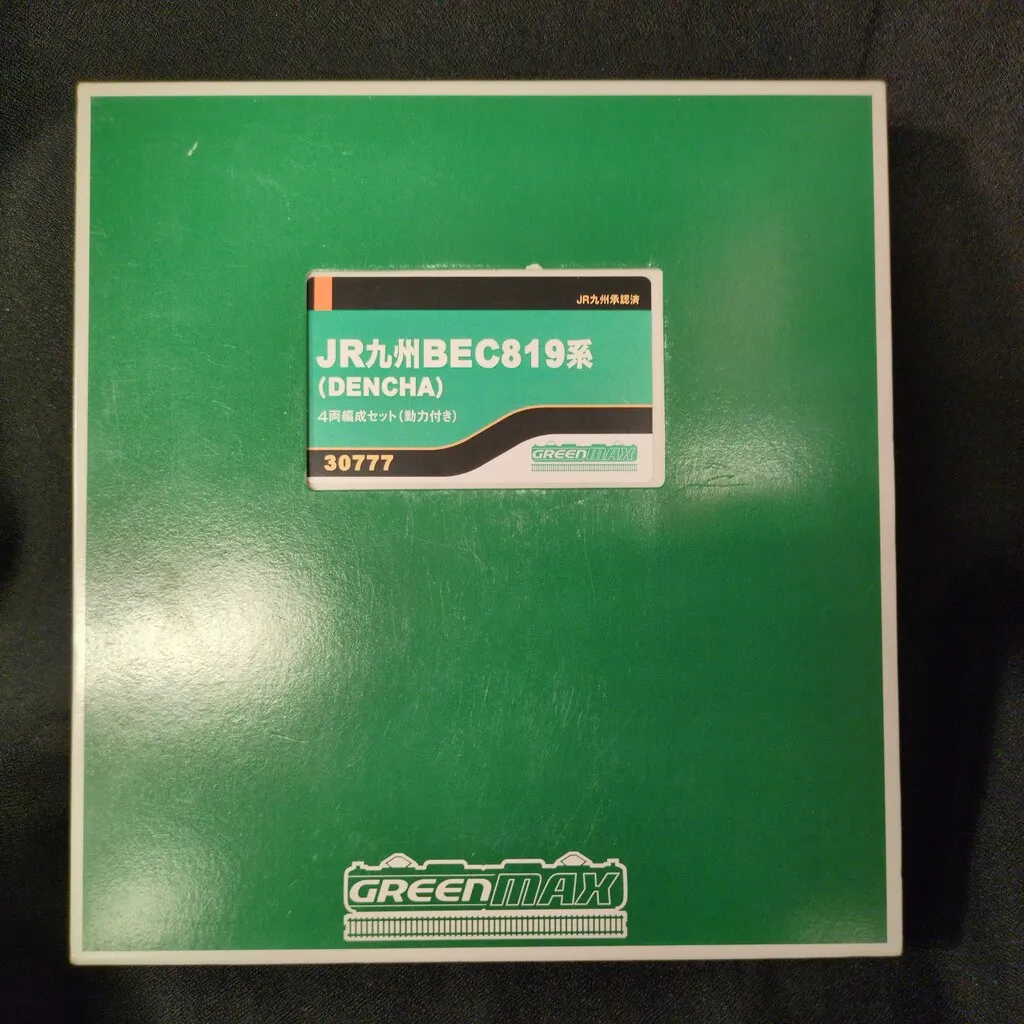 JR九州承認済
JR九州BEC819系
(DENCHA)
4両編成セット(動力付き)
30777
GREENMAX
GREENMAX